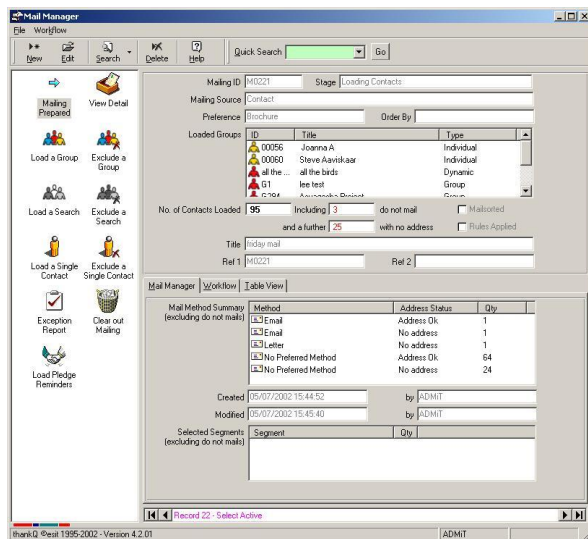 Mail Manager
File Workflow
New Edit Search Delete Help Quick Search Go
Mailing Prepared
View Detail
Load a Group
Exclude a Group
Load a Search
Exclude a Search
Load a Single Contact
Exclude a Single Contact
Exception Report
Clear out Mailing
Load Pledge Reminders
Mailing ID M0221 Stage Loading Contacts
Mailing Source Contact
Preference Brochure Order By
Loaded Groups ID Title Type
00056 Joanna A Individual
00060 Steve Aaviskaar Individual
all the ... all the birds Dynamic
G1 lee test Group
G284 Aquagoba Project Group
No. of Contacts Loaded 95 Including 3 do not mail Mailsorted
and a further 25 with no address Rules Applied
Title friday mail
Ref 1 M0221 Ref 2
Mail Manager Workflow Table View
Mail Method Summary (excluding do not mails) Method Address Status Qty
Email Address Ok 1
Email No address 1
Letter No address 1
No Preferred Method Address Ok 64
No Preferred Method No address 24
Created 05/07/2002 15:44:52 by ADMiT
Modified 05/07/2002 15:45:40 by ADMiT
Selected Segments (excluding do not mails) Segment Qty
Record 22 - Select Active
thankQ ©esit 1995-2002 - Version 4.2.01 ADMiT